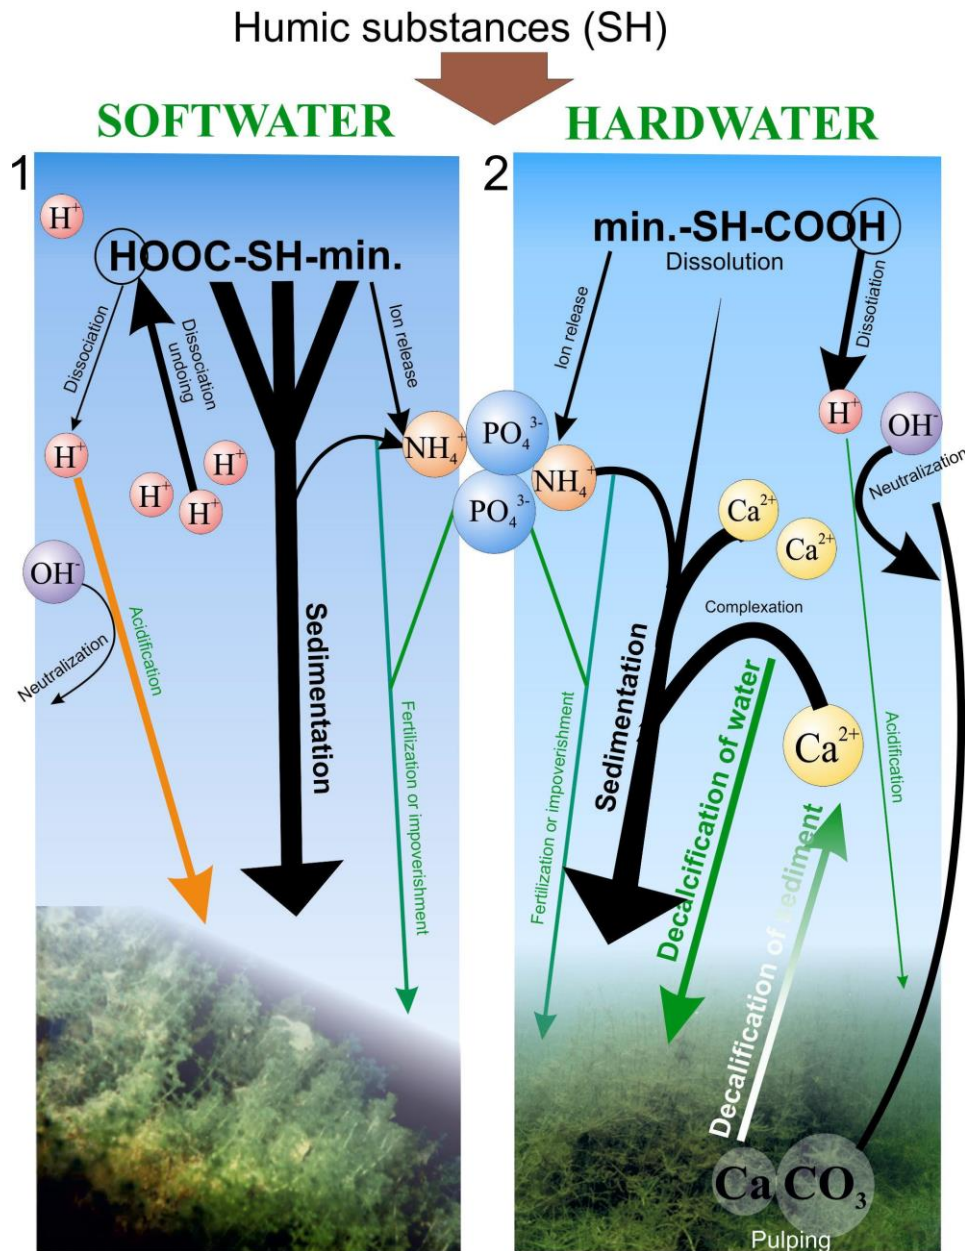 Humic substances (SH)
SOFTWATER
HARDWATER
1
H⁺
HOOC-SH-min.
Dissociation
Dissociation
undoing
Ion release
H⁺
H⁺
H⁺
H⁺
NH₄⁺
PO₄³⁻
PO₄³⁻
OH⁻
Neutralization
Acidification
Sedimentation
Fertilization or impoverishment
2
min.-SH-COOH
Dissolution
Ion release
Dissotiation
NH₄⁺
H⁺
OH⁻
Neutralization
Ca²⁺
Ca²⁺
Complexation
Sedimentation
Fertilization or impoverishment
Decalcification of water
Ca²⁺
Acidification
Decalification of sediment
Ca CO₃
Pulping